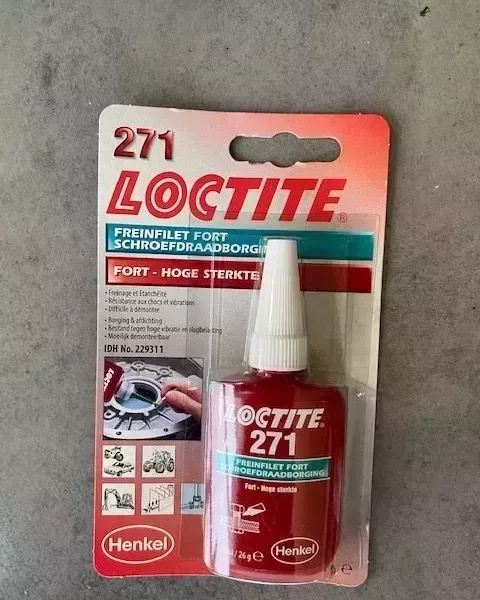 271
LOCTITE®
FREINFILET FORT
SCHROEFDRAADBORGING
FORT - HOGE STERKTE
• Freinage et Etanchéité
• Résistance aux chocs et vibrations
• Difficile à démonter
• Borging & afdichting
• Bestand tegen hoge vibratie en slagbelasting
• Moeilijk demonteerbaar
IDH No. 229311
LOCTITE
LOCTITE
271
FREINFILET FORT
SCHROEFDRAADBORGING
Fort - Hoge sterkte
/ 26 g ℮
Henkel
Henkel
℮